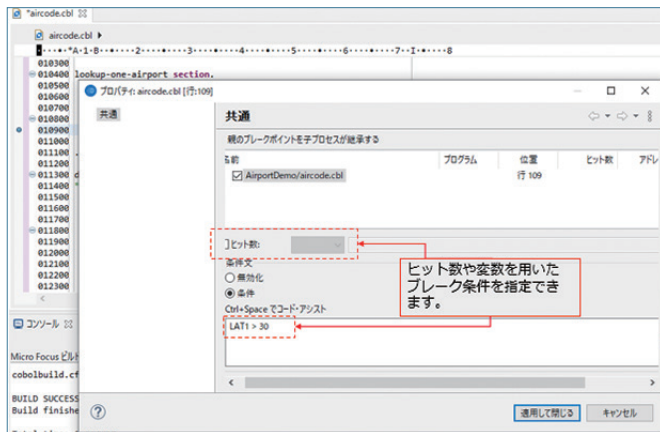 *aircode.cbl
aircode.cbl
*A-1-B--+----2----+----3----+----4----+----5----+----6----+----7--I-+----8
010300
010400 lookup-one-airport section.
010500
010600
010700
010800
010900
011000
011100
011200
011300 d
011400
011500
011600
011700
011800
011900
012000
012100
012200
012300
プロパティ: aircode.cbl [行:109]
共通
共通
親のブレークポイントを子プロセスが継承する
名前 プログラム 位置 ヒット数 アドレ
AirportDemo/aircode.cbl 行 109
ヒット数:
条件文
無効化
条件
Ctrl+Space でコード・アシスト
LAT1 > 30
ヒット数や変数を用いた
ブレーク条件を指定でき
ます。
コンソール
Micro Focus ビル
cobolbuild.cf
BUILD SUCCESS
Build finishe
適用して閉じる キャンセル